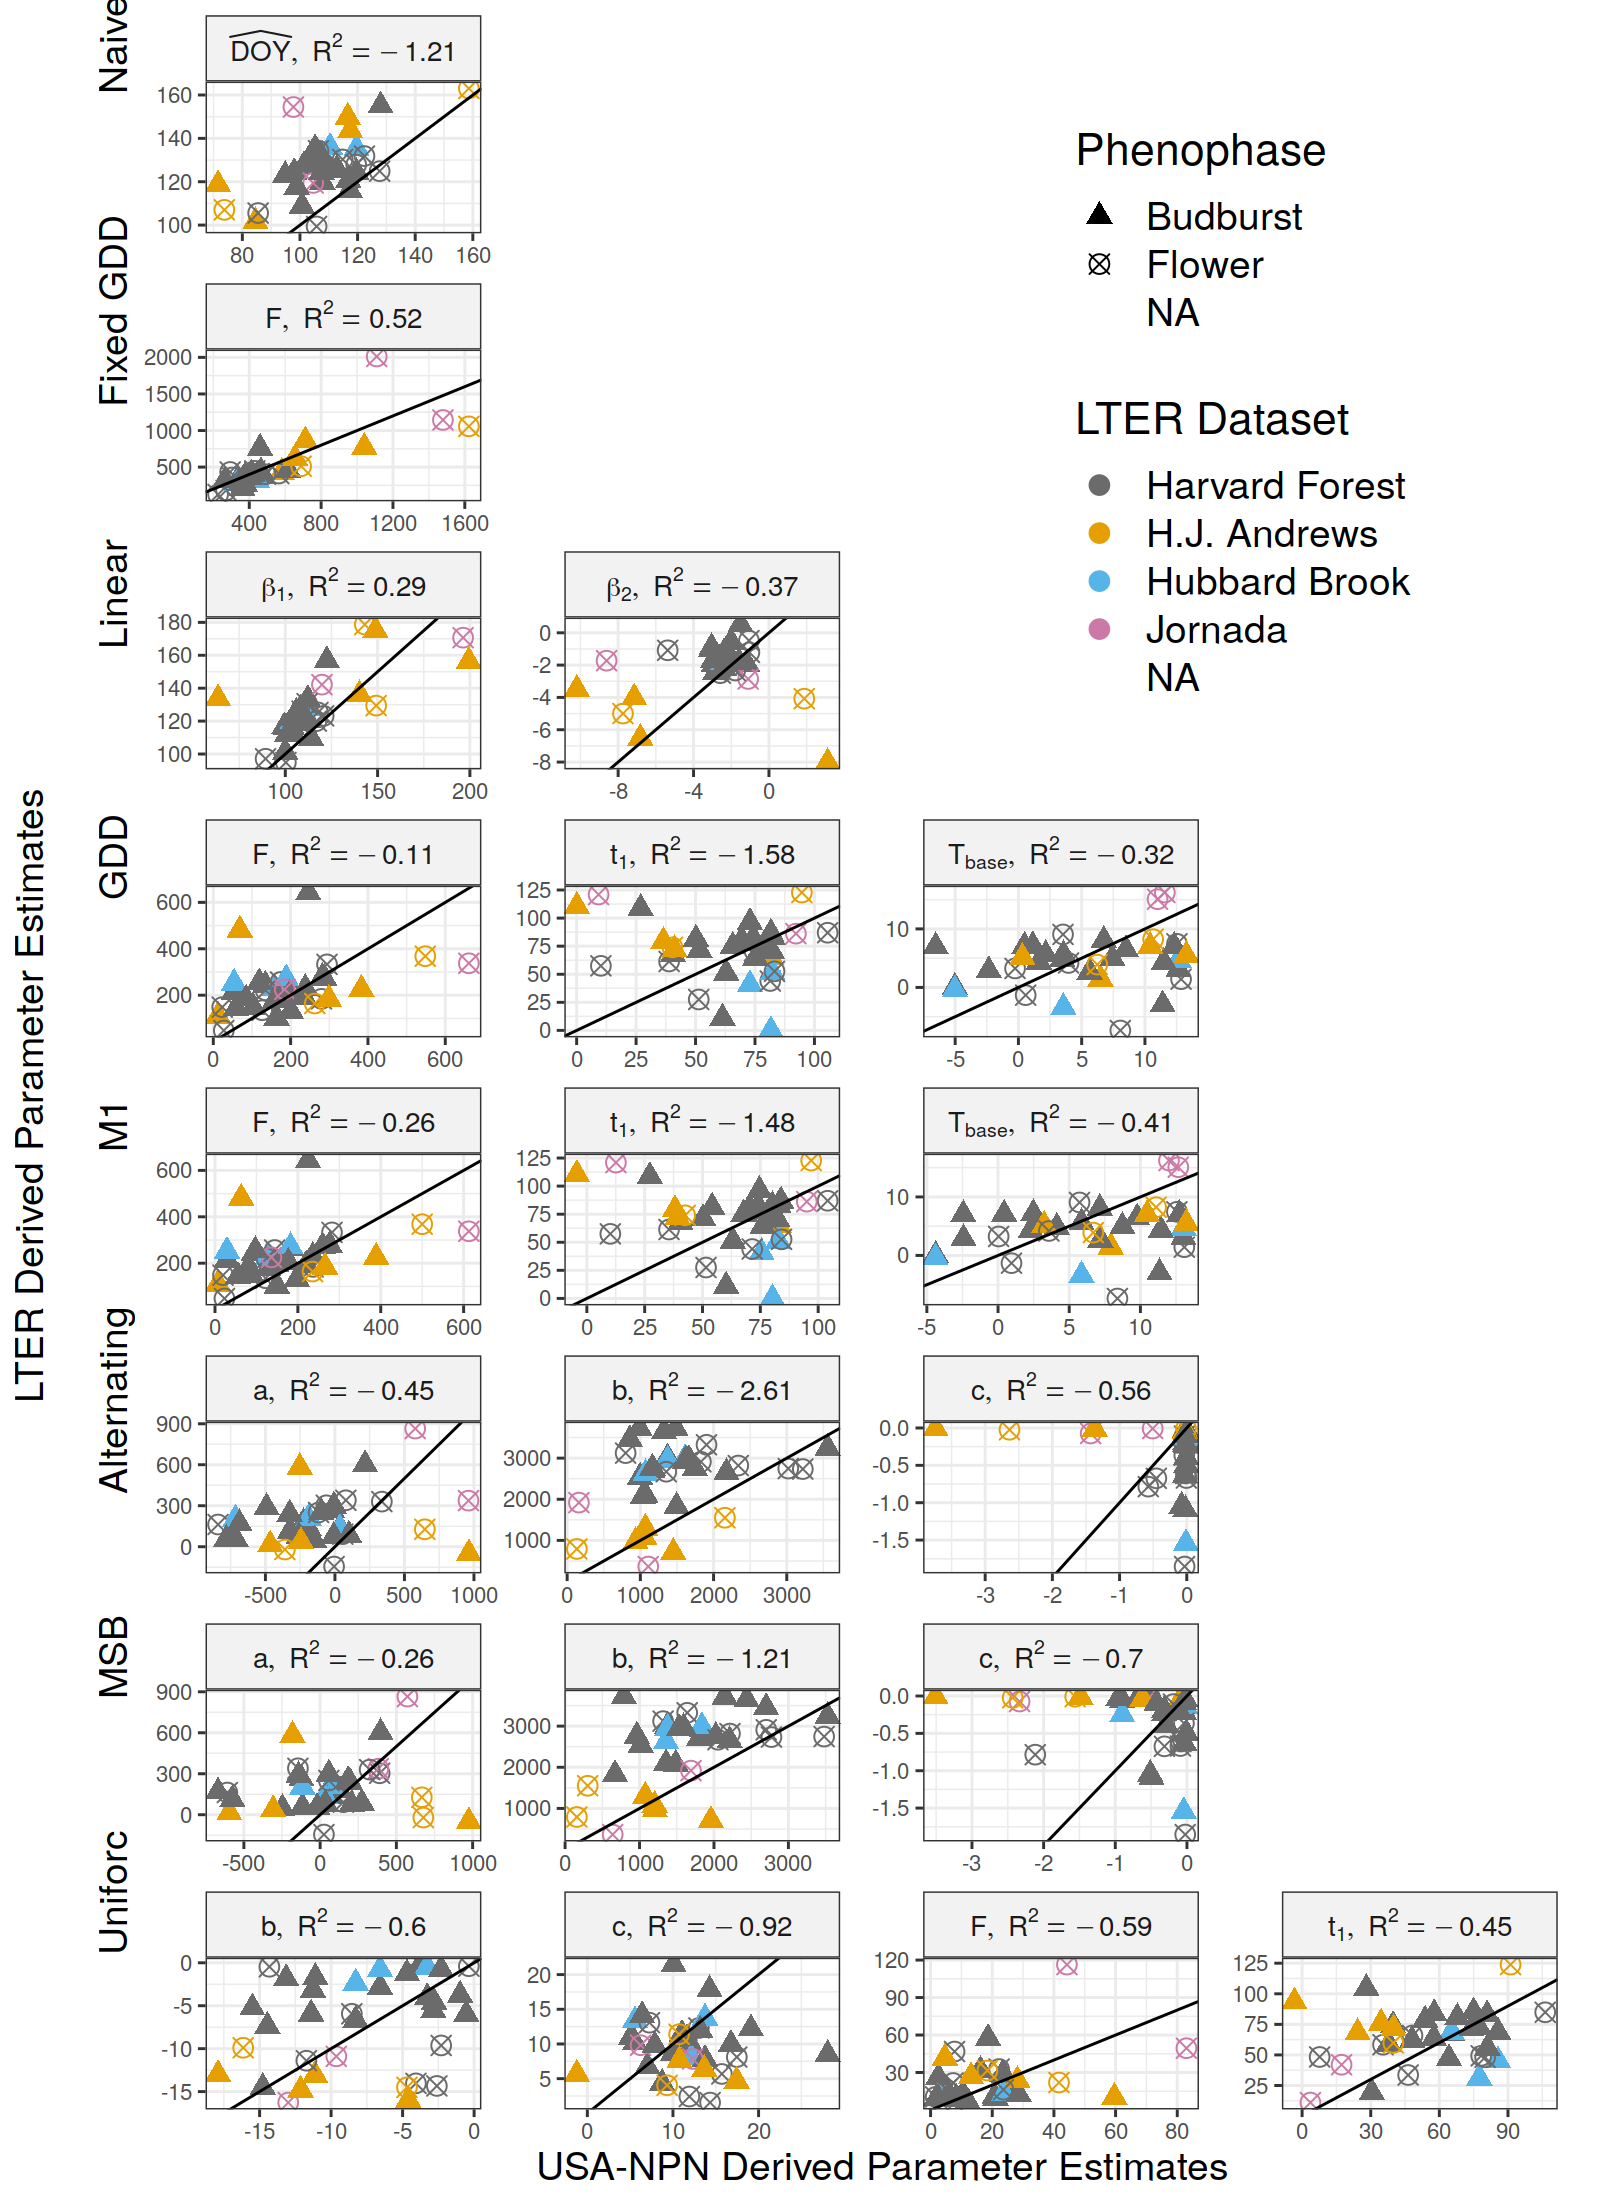 LTER Derived Parameter Estimates
Naive
DOY, R² = − 1.21
160
140
120
100
80 100 120 140 160
Phenophase
Budburst
Flower
NA
LTER Dataset
Harvard Forest
H.J. Andrews
Hubbard Brook
Jornada
NA
Fixed GDD
F, R² = 0.52
2000
1500
1000
500
400 800 1200 1600
Linear
β₁, R² = 0.29
180
160
140
120
100
100 150 200
β₂, R² = − 0.37
0
-2
-4
-6
-8
-8 -4 0
GDD
F, R² = − 0.11
600
400
200
0 200 400 600
t₁, R² = − 1.58
125
100
75
50
25
0
0 25 50 75 100
Tbase, R² = − 0.32
10
0
-5 0 5 10
M1
F, R² = − 0.26
600
400
200
0 200 400 600
t₁, R² = − 1.48
125
100
75
50
25
0
0 25 50 75 100
Tbase, R² = − 0.41
10
0
-5 0 5 10
Alternating
a, R² = − 0.45
900
600
300
0
-500 0 500 1000
b, R² = − 2.61
3000
2000
1000
0 1000 2000 3000
c, R² = − 0.56
0.0
-0.5
-1.0
-1.5
-3 -2 -1 0
MSB
a, R² = − 0.26
900
600
300
0
-500 0 500 1000
b, R² = − 1.21
3000
2000
1000
0 1000 2000 3000
c, R² = − 0.7
0.0
-0.5
-1.0
-1.5
-3 -2 -1 0
Uniforc
b, R² = − 0.6
0
-5
-10
-15
-15 -10 -5 0
c, R² = − 0.92
20
15
10
5
0 10 20
F, R² = − 0.59
120
90
60
30
0 20 40 60 80
t₁, R² = − 0.45
125
100
75
50
25
0 30 60 90
USA-NPN Derived Parameter Estimates